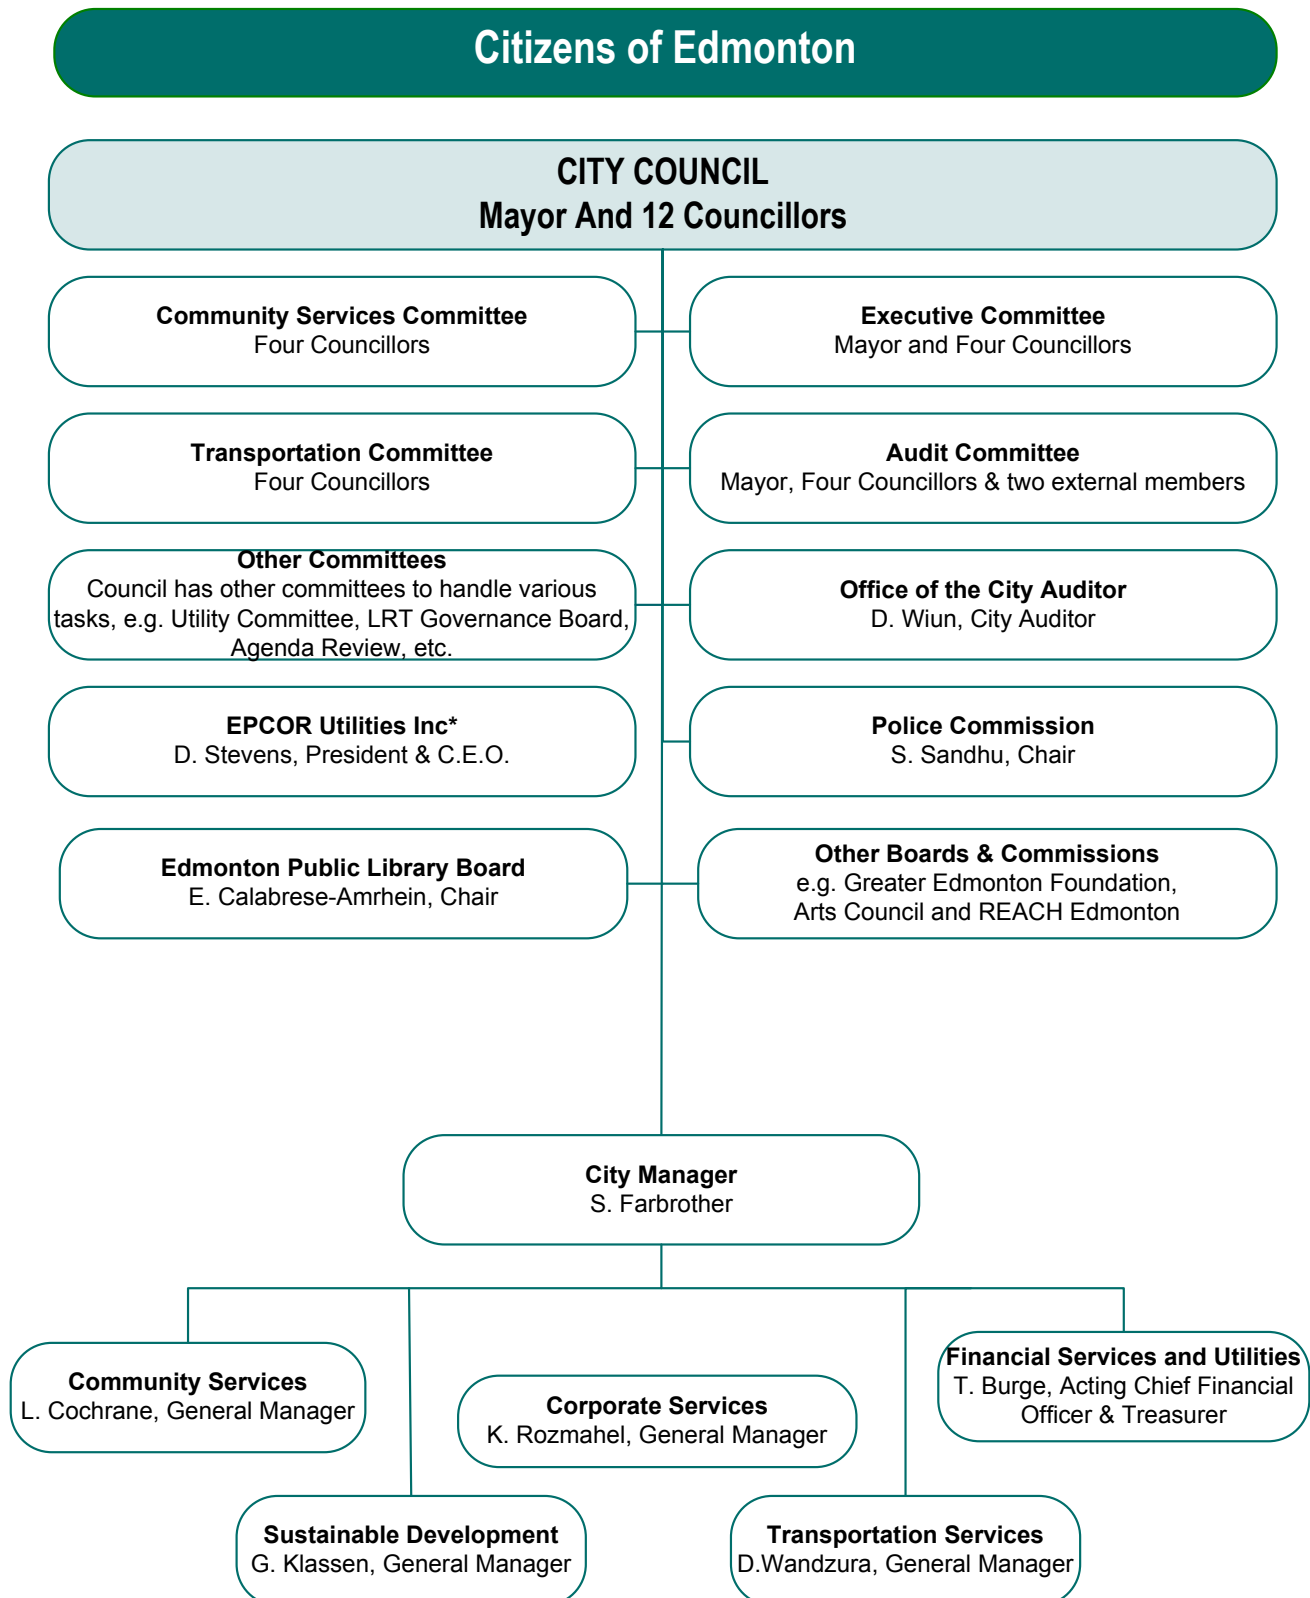 Citizens of Edmonton
CITY COUNCIL
Mayor And 12 Councillors
Community Services Committee
Four Councillors
Executive Committee
Mayor and Four Councillors
Transportation Committee
Four Councillors
Audit Committee
Mayor, Four Councillors & two external members
Other Committees
Council has other committees to handle various
tasks, e.g. Utility Committee, LRT Governance Board,
Agenda Review, etc.
Office of the City Auditor
D. Wiun, City Auditor
EPCOR Utilities Inc*
D. Stevens, President & C.E.O.
Police Commission
S. Sandhu, Chair
Edmonton Public Library Board
E. Calabrese-Amrhein, Chair
Other Boards & Commissions
e.g. Greater Edmonton Foundation,
Arts Council and REACH Edmonton
City Manager
S. Farbrother
Community Services
L. Cochrane, General Manager
Corporate Services
K. Rozmahel, General Manager
Financial Services and Utilities
T. Burge, Acting Chief Financial
Officer & Treasurer
Sustainable Development
G. Klassen, General Manager
Transportation Services
D.Wandzura, General Manager